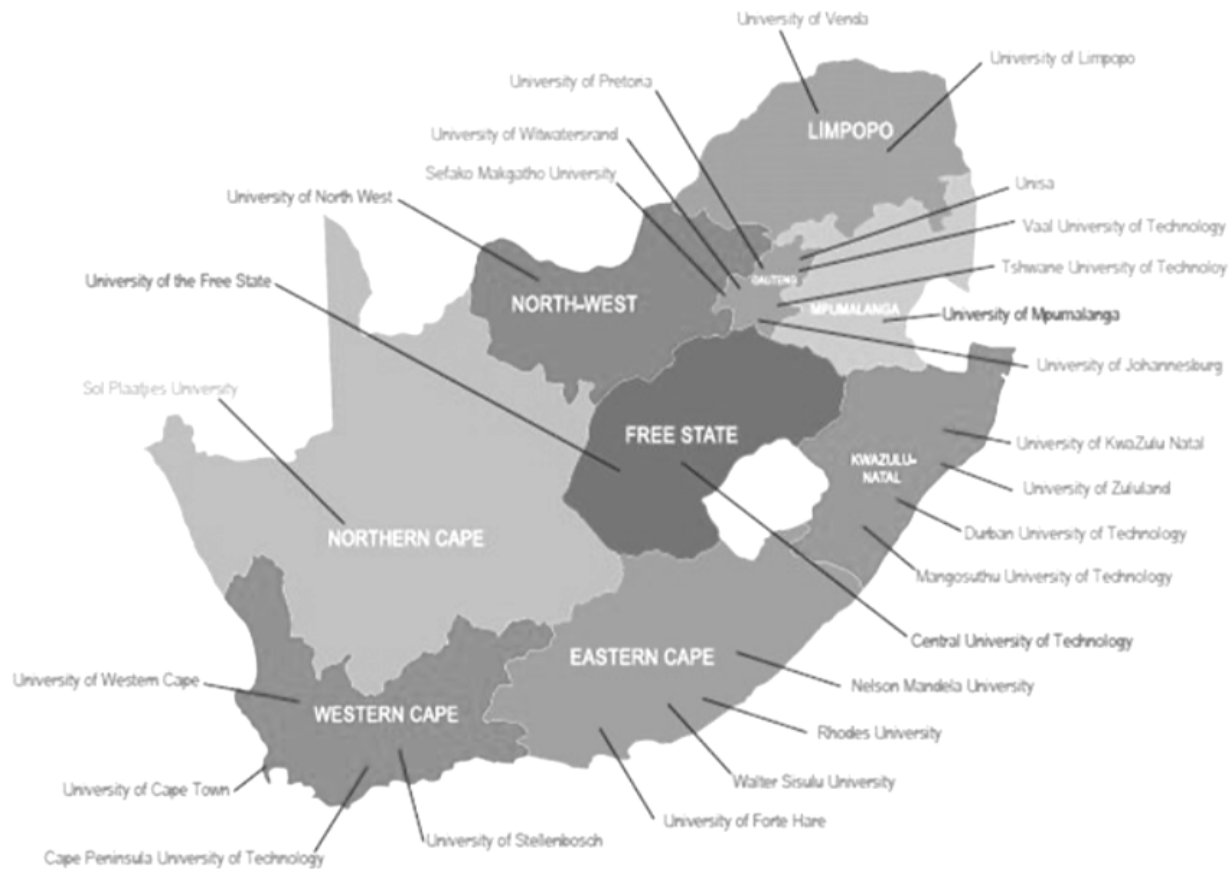 University of Venda
University of Limpopo
University of Pretoria
LIMPOPO
University of Witwatersrand
Sefako Makgatho University
Unisa
University of North West
Vaal University of Technology
Tshwane University of Technoloy
University of the Free State
GAUTENG
NORTH-WEST
MPUMALANGA
University of Mpumalanga
University of Johannesburg
Sol Plaatjies University
FREE STATE
University of KwaZulu Natal
KWAZULU-
NATAL
University of Zululand
Durban University of Technology
NORTHERN CAPE
Mangosuthu University of Technology
Central University of Technology
EASTERN CAPE
University of Western Cape
Nelson Mandela University
WESTERN CAPE
Rhodes University
Walter Sisulu University
University of Cape Town
University of Forte Hare
University of Stellenbosch
Cape Peninsula University of Technology